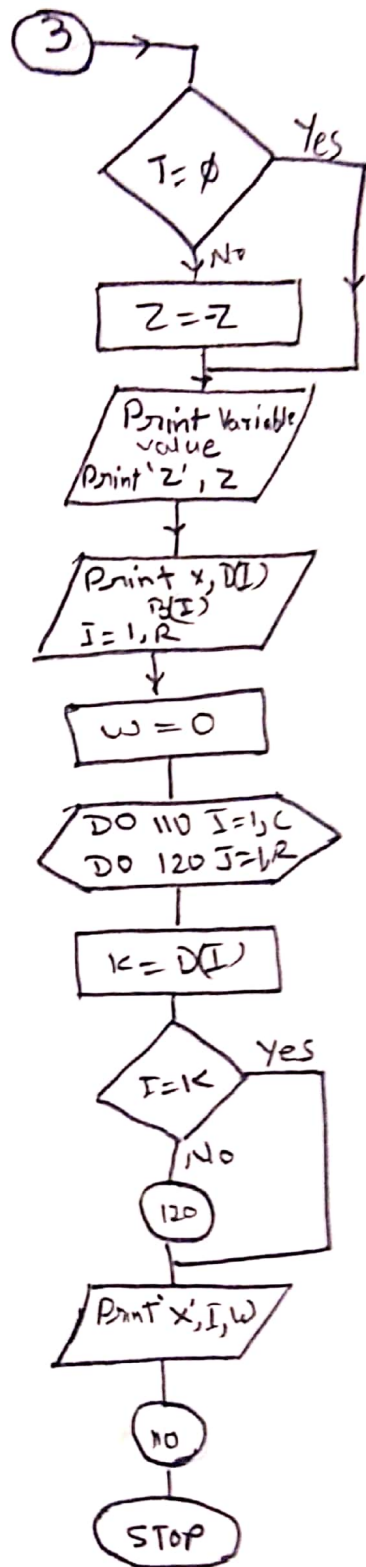 3
T = φ
Yes
No
Z = -Z
Print Variable
value
Print 'Z', Z
Print x, D(I)
B(I)
I = 1, R
W = 0
DO 110 I=1, C
DO 120 J=1, R
K = D(I)
I = K
Yes
No
120
Print 'X', I, W
110
STOP